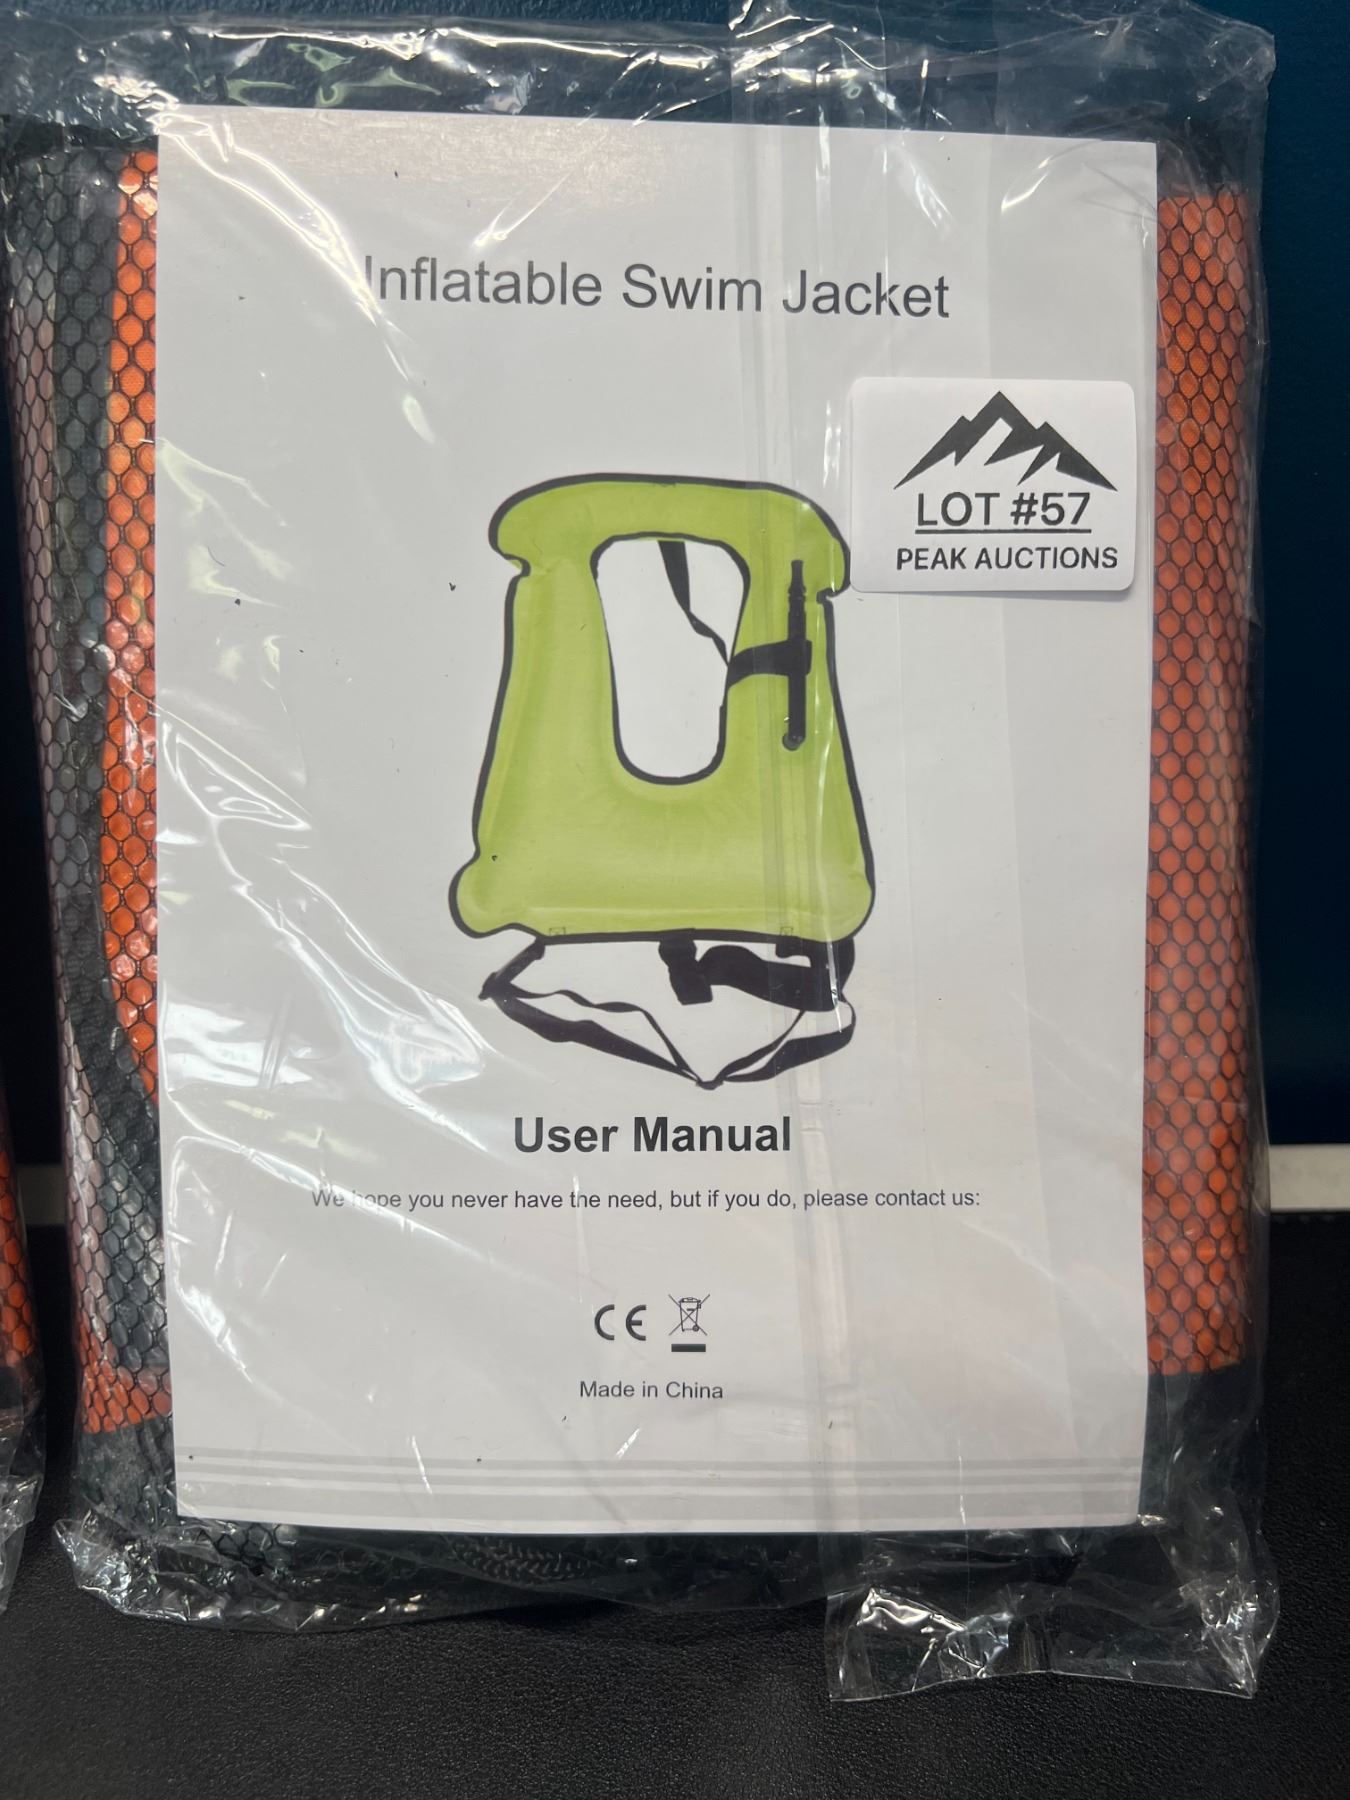 Inflatable Swim Jacket
LOT #57
PEAK AUCTIONS
User Manual
We hope you never have the need, but if you do, please contact us:
CE
Made in China